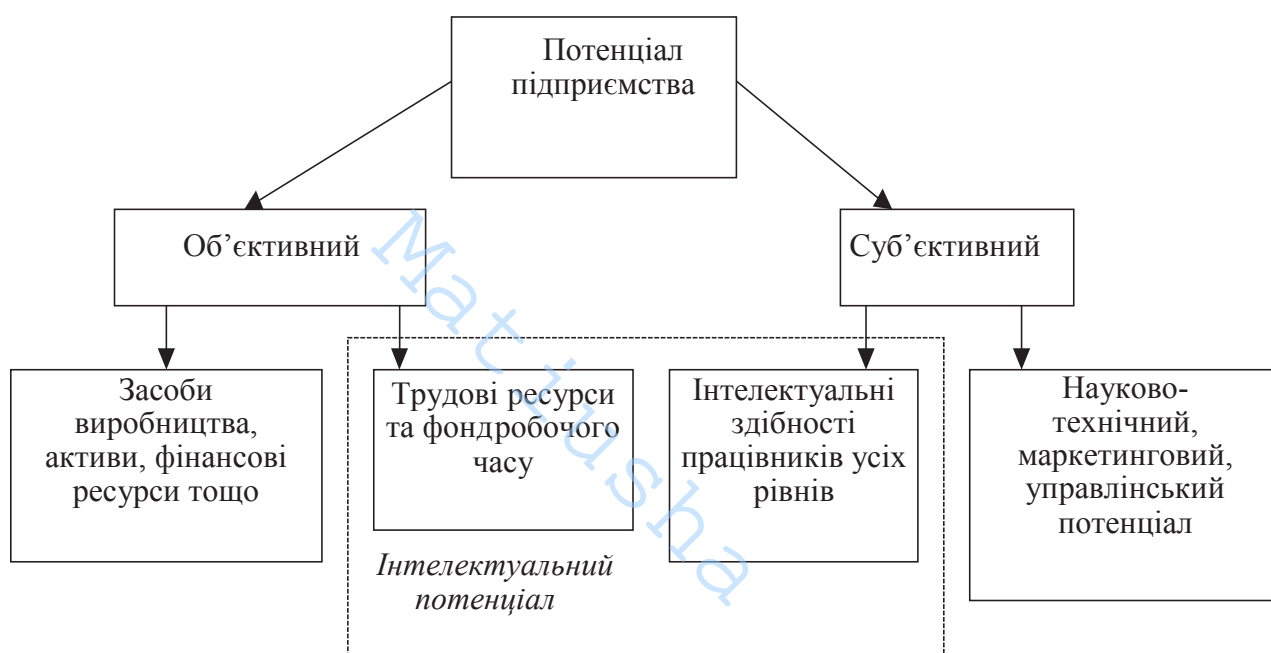 Потенціал
підприємства
Об’єктивний
Суб’єктивний
Засоби
виробництва,
активи, фінансові
ресурси тощо
Трудові ресурси
та фондробочого
часу
Інтелектуальні
здібності
працівників усіх
рівнів
Науково-
технічний,
маркетинговий,
управлінський
потенціал
Інтелектуальний
потенціал
Matiusha